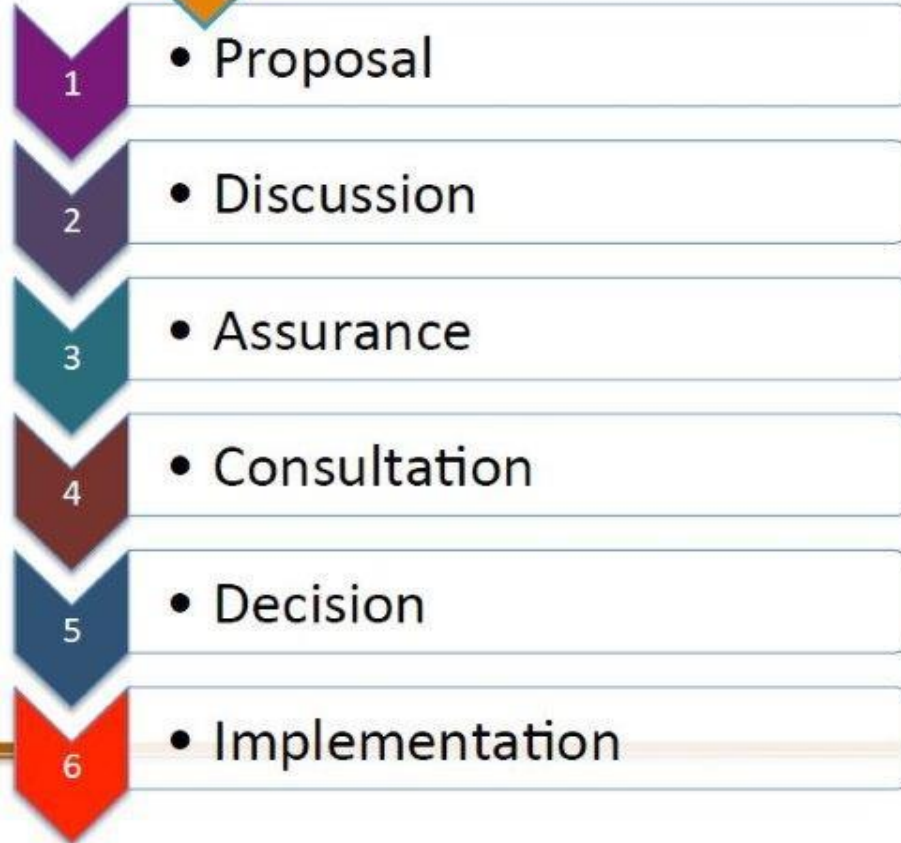 1 • Proposal
2 • Discussion
3 • Assurance
4 • Consultation
5 • Decision
6 • Implementation